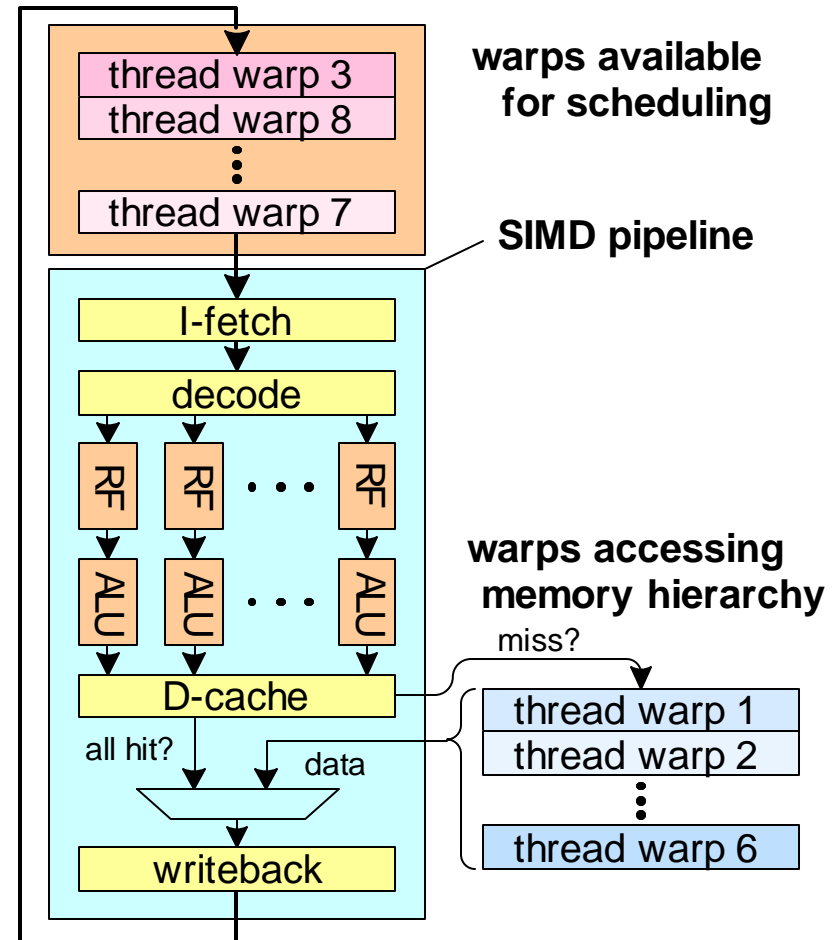 thread warp 3
thread warp 8
thread warp 7
warps available
for scheduling
SIMD pipeline
I-fetch
decode
RF
RF
RF
ALU
ALU
ALU
D-cache
warps accessing
memory hierarchy
miss?
all hit?
data
thread warp 1
thread warp 2
thread warp 6
writeback